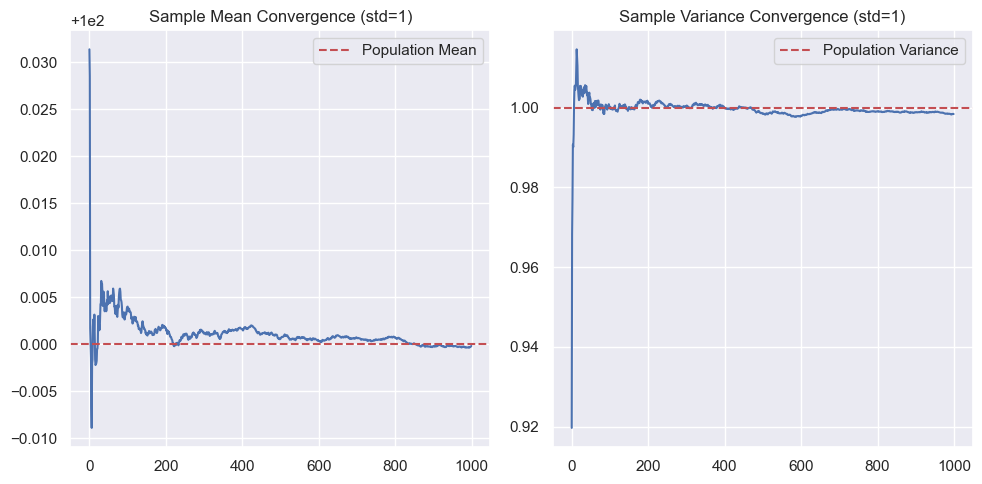 Sample Mean Convergence (std=1)
+1e2
Population Mean
0.030
0.025
0.020
0.015
0.010
0.005
0.000
−0.005
−0.010
0 200 400 600 800 1000
Sample Variance Convergence (std=1)
Population Variance
1.00
0.98
0.96
0.94
0.92
0 200 400 600 800 1000